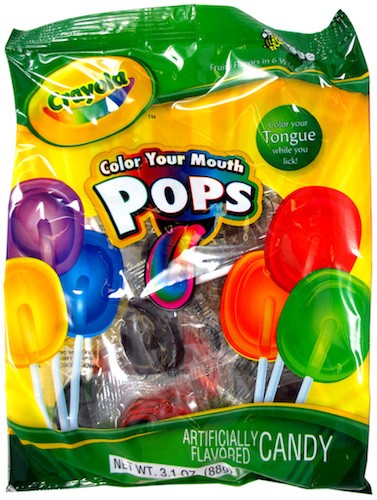 Crayola
TM
Fruit Flavors in 6
Color your
Tongue
while you
lick!
Color Your Mouth
POPS
ARTIFICIALLY
FLAVORED
CANDY
NET WT. 3.1 OZ (88g)